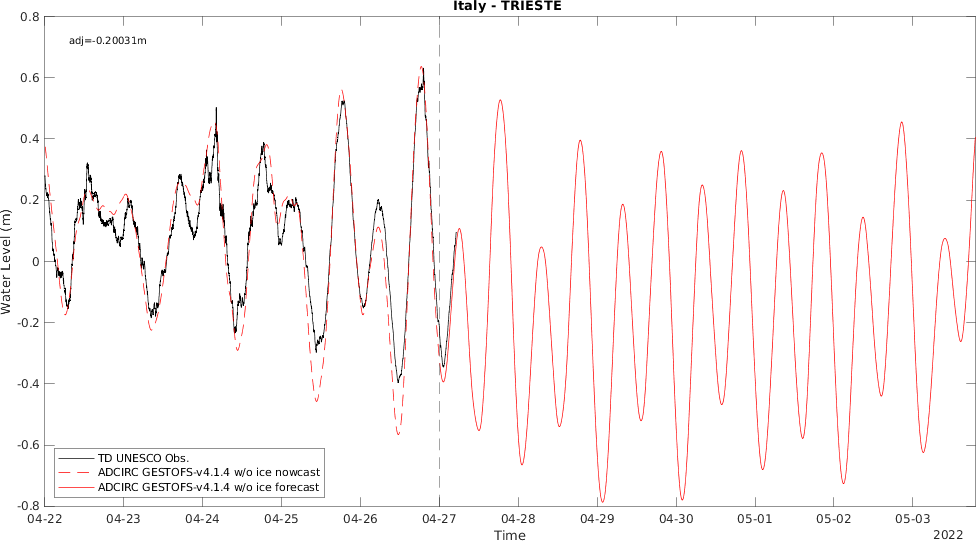 Italy - TRIESTE
adj=-0.20031m
0.8
0.6
0.4
0.2
0
-0.2
-0.4
-0.6
-0.8
Water Level (m)
TD UNESCO Obs.
ADCIRC GESTOFS-v4.1.4 w/o ice nowcast
ADCIRC GESTOFS-v4.1.4 w/o ice forecast
04-22 04-23 04-24 04-25 04-26 04-27 04-28 04-29 04-30 05-01 05-02 05-03
Time
2022